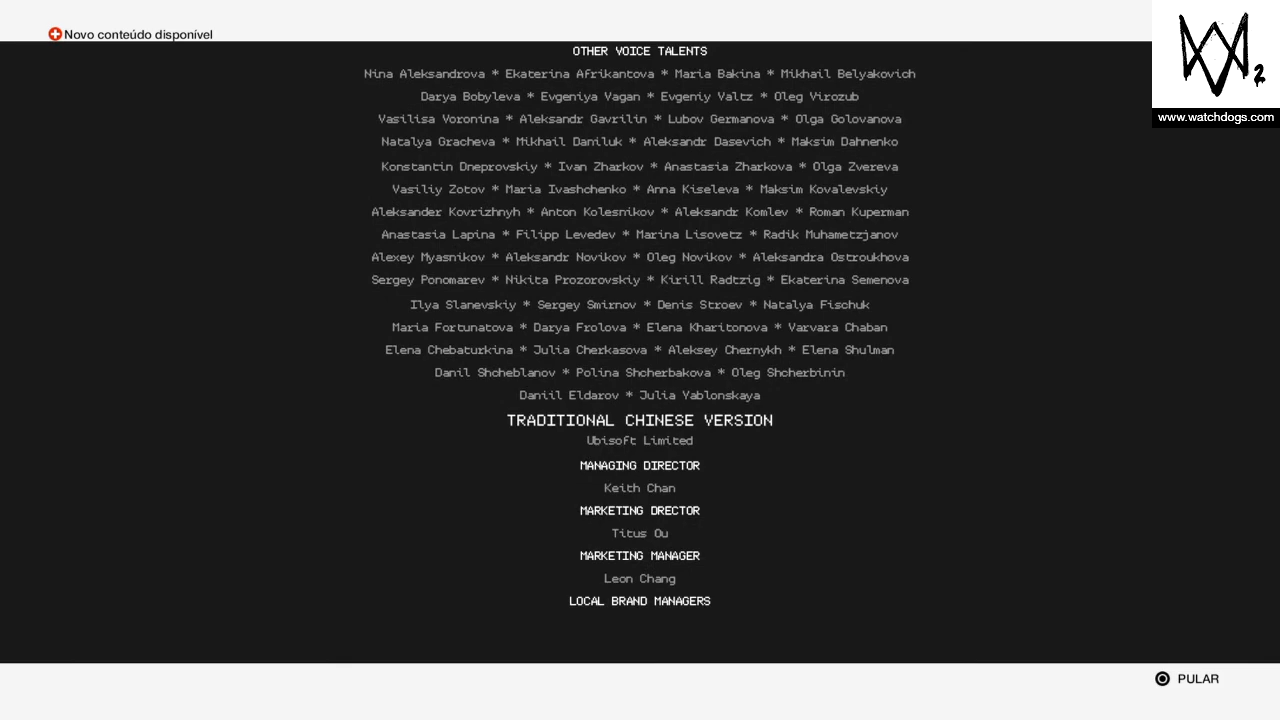 Novo conteúdo disponível
OTHER VOICE TALENTS
Nina Aleksandrova * Ekaterina Afrikantova * Maria Bakina * Mikhail Belyakovich
Darya Bobyleva * Evgeniya Vagan * Evgeniy Valtz * Oleg Virozub
Vasilisa Voronina * Aleksandr Gavrilin * Lubov Germanova * Olga Golovanova
Natalya Gracheva * Mikhail Daniluk * Aleksandr Dasevich * Maksim Dahnenko
Konstantin Dneprovskiy * Ivan Zharkov * Anastasia Zharkova * Olga Zvereva
Vasiliy Zotov * Maria Ivashchenko * Anna Kiseleva * Maksim Kovalevskiy
Aleksander Kovrizhnyh * Anton Kolesnikov * Aleksandr Komlev * Roman Kuperman
Anastasia Lapina * Filipp Levedev * Marina Lisovetz * Radik Muhametzjanov
Alexey Myasnikov * Aleksandr Novikov * Oleg Novikov * Aleksandra Ostroukhova
Sergey Ponomarev * Nikita Prozorovskiy * Kirill Radtzig * Ekaterina Semenova
Ilya Slanevskiy * Sergey Smirnov * Denis Stroev * Natalya Fischuk
Maria Fortunatova * Darya Frolova * Elena Kharitonova * Varvara Chaban
Elena Chebaturkina * Julia Cherkasova * Aleksey Chernykh * Elena Shulman
Danil Shcheblanov * Polina Shcherbakova * Oleg Shcherbinin
Daniil Eldarov * Julia Yablonskaya
TRADITIONAL CHINESE VERSION
Ubisoft Limited
MANAGING DIRECTOR
Keith Chan
MARKETING DRECTOR
Titus Ou
MARKETING MANAGER
Leon Chang
LOCAL BRAND MANAGERS
2
www.watchdogs.com
PULAR